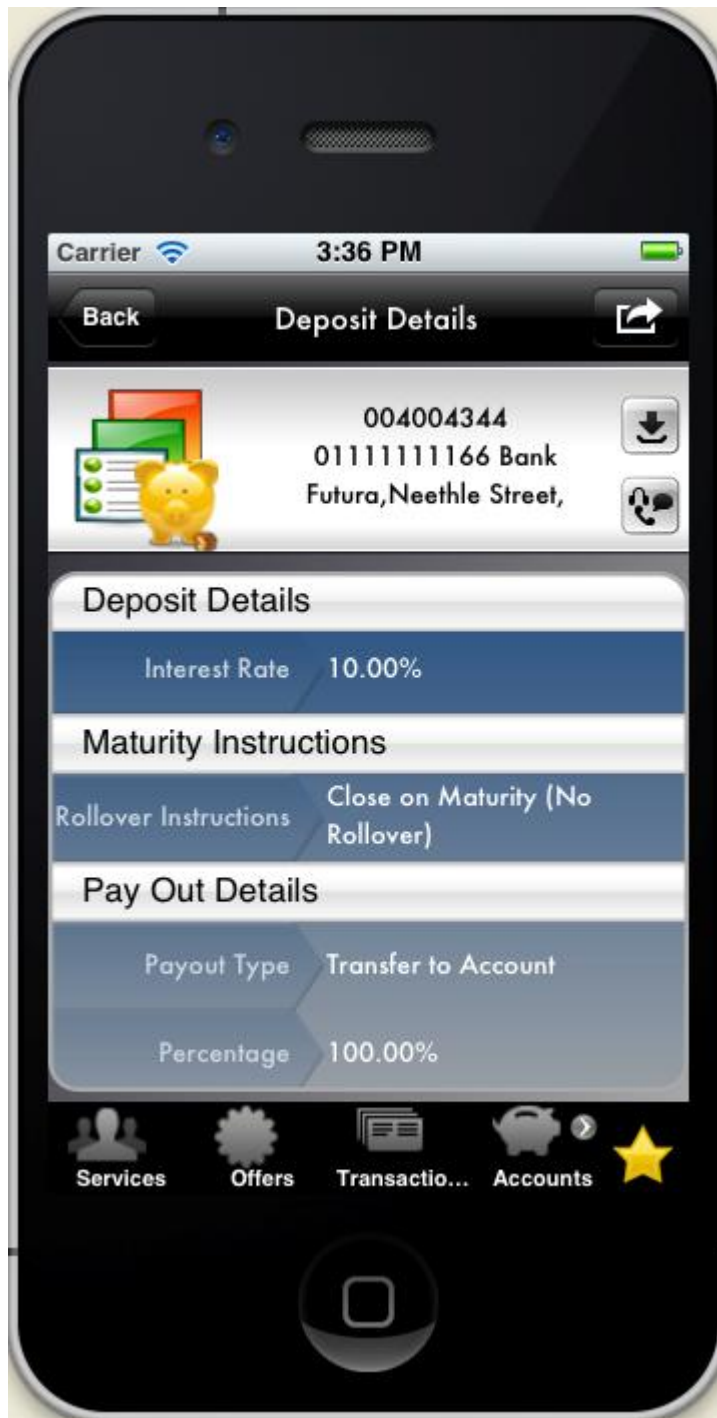 Carrier 3:36 PM
Back Deposit Details
004004344
01111111166 Bank
Futura,Neethle Street,
Deposit Details
Interest Rate 10.00%
Maturity Instructions
Rollover Instructions Close on Maturity (No
Rollover)
Pay Out Details
Payout Type Transfer to Account
Percentage 100.00%
Services Offers Transactio... Accounts